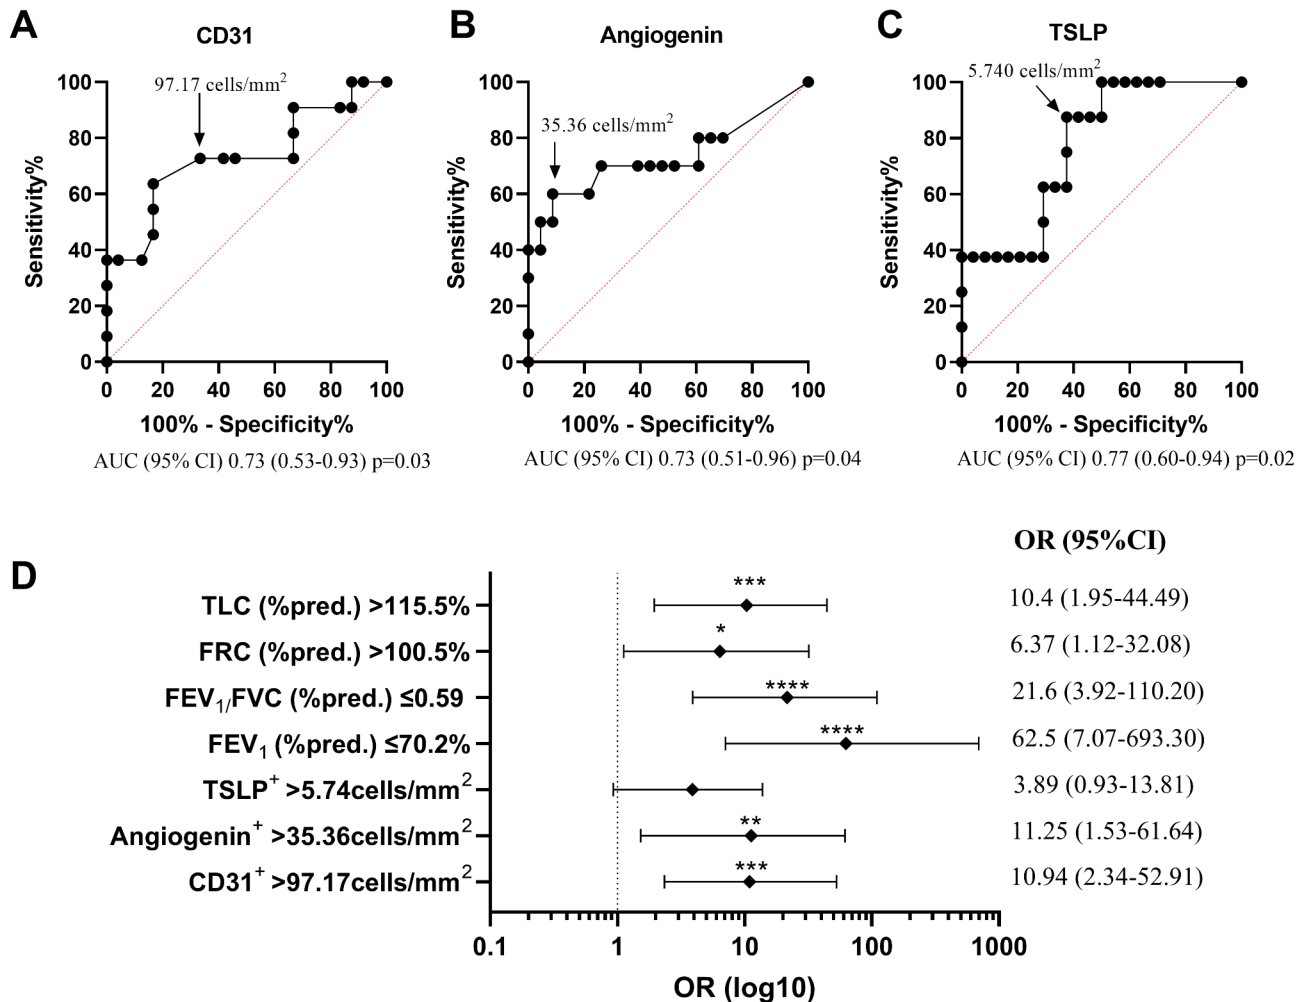 A
CD31
97.17 cells/mm²
Sensitivity%
100
80
60
40
20
0
0 20 40 60 80 100
100% - Specificity%
AUC (95% CI) 0.73 (0.53-0.93) p=0.03
B
Angiogenin
35.36 cells/mm²
Sensitivity%
100
80
60
40
20
0
0 20 40 60 80 100
100% - Specificity%
AUC (95% CI) 0.73 (0.51-0.96) p=0.04
C
TSLP
5.740 cells/mm²
Sensitivity%
100
80
60
40
20
0
0 20 40 60 80 100
100% - Specificity%
AUC (95% CI) 0.77 (0.60-0.94) p=0.02
D
OR (95%CI)
TLC (%pred.) >115.5% *** 10.4 (1.95-44.49)
FRC (%pred.) >100.5% * 6.37 (1.12-32.08)
FEV₁/FVC (%pred.) ≤0.59 **** 21.6 (3.92-110.20)
FEV₁ (%pred.) ≤70.2% **** 62.5 (7.07-693.30)
TSLP⁺ >5.74cells/mm² 3.89 (0.93-13.81)
Angiogenin⁺ >35.36cells/mm² ** 11.25 (1.53-61.64)
CD31⁺ >97.17cells/mm² *** 10.94 (2.34-52.91)
0.1 1 10 100 1000
OR (log10)